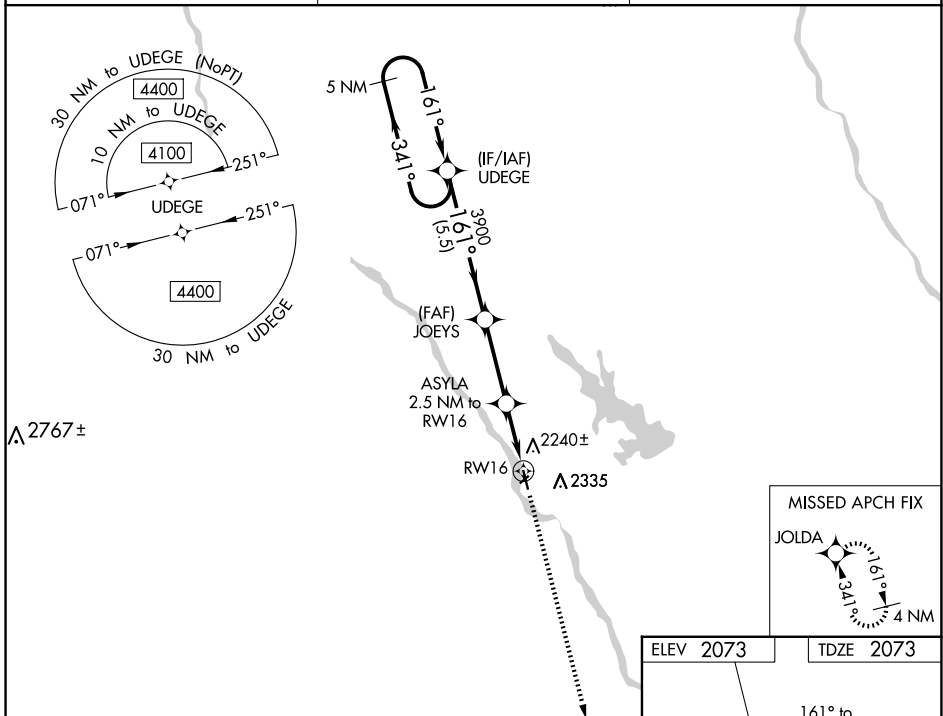 30 NM to UDEGE (NoPT)
4400
10 NM to UDEGE
4100
071°
251°
UDEGE
071°
251°
4400
30 NM to UDEGE
5 NM
161°
341°
(IF/IAF)
UDEGE
3900
161°
(5.5)
(FAF)
JOEYS
ASYLA
2.5 NM to
RW16
2767±
2240±
RW16
2335
MISSED APCH FIX
JOLDA
161°
341°
4 NM
ELEV 2073
TDZE 2073
161° to